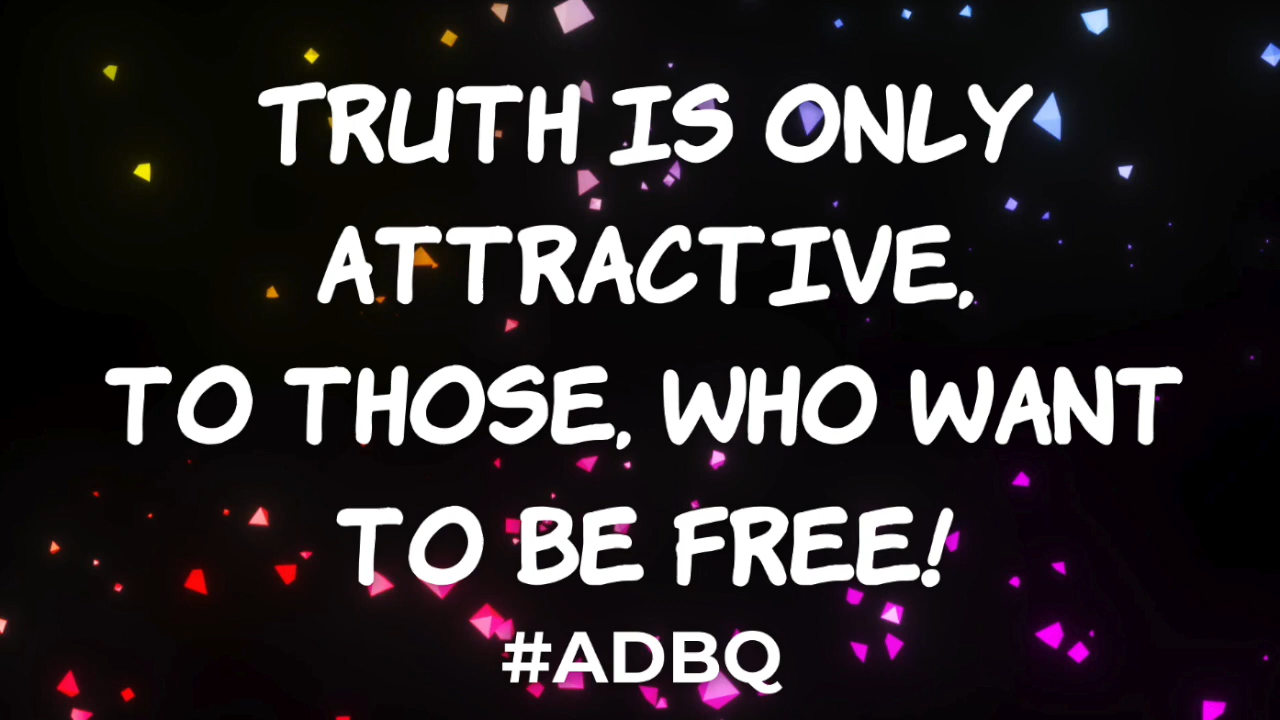 TRUTH IS ONLY
ATTRACTIVE,
TO THOSE, WHO WANT
TO BE FREE!
#ADBQ